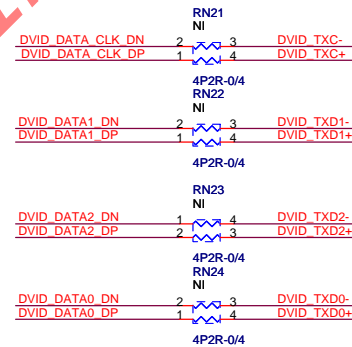 RN21
NI
DVID_DATA_CLK_DN 2 3 DVID_TXC-
DVID_DATA_CLK_DP 1 4 DVID_TXC+
4P2R-0/4
RN22
NI
DVID_DATA1_DN 2 3 DVID_TXD1-
DVID_DATA1_DP 1 4 DVID_TXD1+
4P2R-0/4
RN23
NI
DVID_DATA2_DN 1 4 DVID_TXD2-
DVID_DATA2_DP 2 3 DVID_TXD2+
4P2R-0/4
RN24
NI
DVID_DATA0_DN 2 3 DVID_TXD0-
DVID_DATA0_DP 1 4 DVID_TXD0+
4P2R-0/4